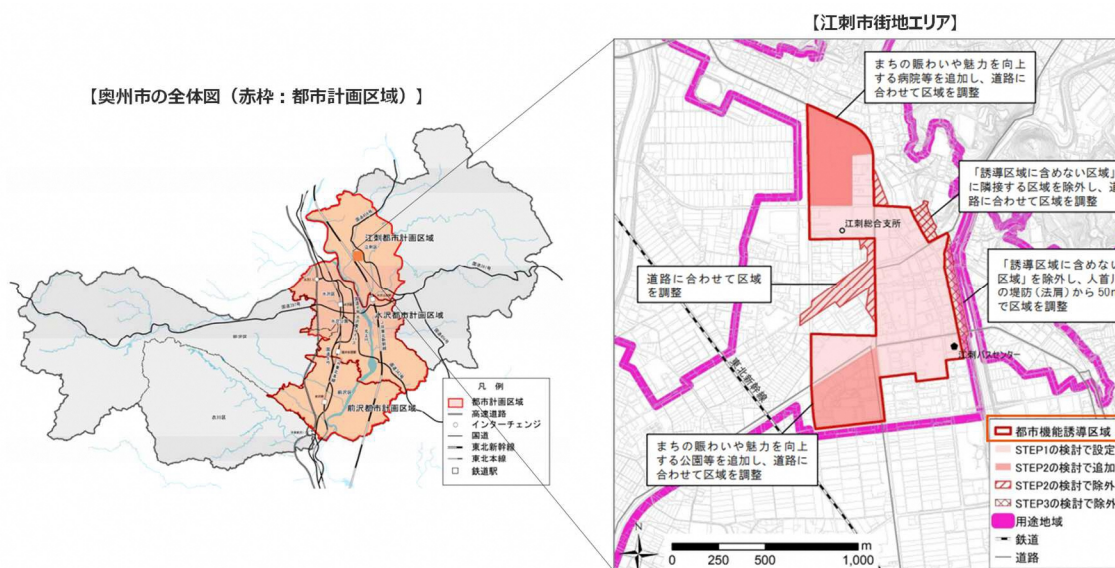 【江刺市街地エリア】
【奥州市の全体図（赤枠：都市計画区域）】
まちの賑わいや魅力を向上
する病院等を追加し、道路に
合わせて区域を調整
「誘導区域に含めない区域」
に隣接する区域を除外し、道
路に合わせて区域を調整
江刺総合支所
道路に合わせて区域
を調整
「誘導区域に含めない
区域」を除外し、人首川
の堤防（法肩）から50m
で区域を調整
江刺バスセンター
東北新幹線
まちの賑わいや魅力を向上
する公園等を追加し、道路に
合わせて区域を調整
江刺都市計画区域
水沢都市計画区域
前沢都市計画区域
凡 例
都市計画区域
高速道路
インターチェンジ
国道
東北新幹線
東北本線
鉄道駅
都市機能誘導区域
STEP1の検討で設定
STEP2の検討で追加
STEP2の検討で除外
STEP3の検討で除外
用途地域
鉄道
道路
N
0 250 500 1,000
m